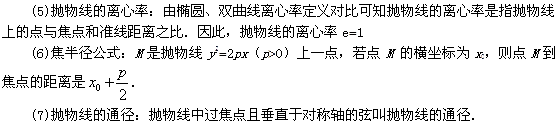 (5)抛物线的离心率：由椭圆、双曲线离心率定义对比可知抛物线的离心率是指抛物线
上的点与焦点和准线距离之比．因此，抛物线的离心率 e=1
(6)焦半径公式：M 是抛物线 y²=2px（p>0）上一点，若点 M 的横坐标为 x₀，则点 M 到
焦点的距离是 x₀+p/2．
(7)抛物线的通径：抛物线中过焦点且垂直于对称轴的弦叫抛物线的通径．